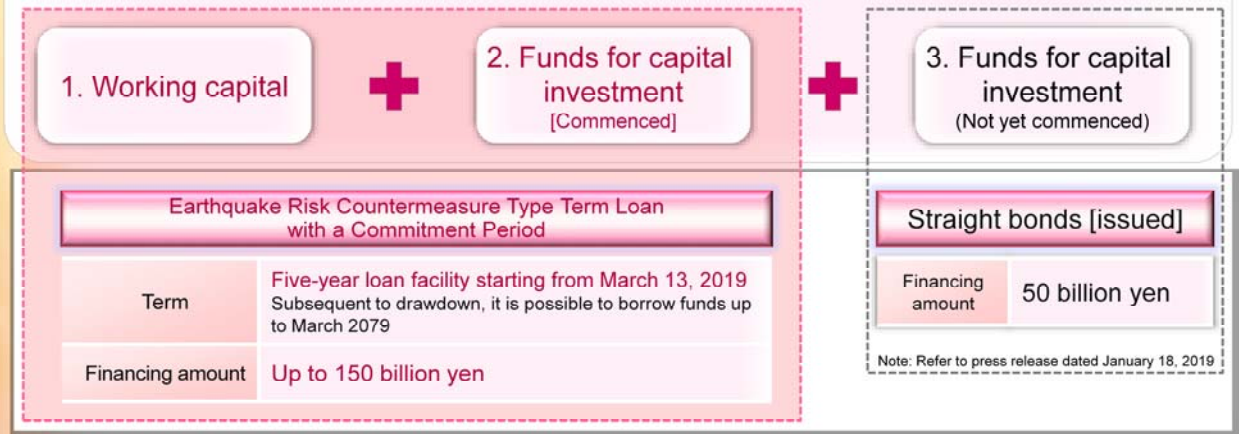 1. Working capital
2. Funds for capital
investment
[Commenced]
3. Funds for capital
investment
(Not yet commenced)
Earthquake Risk Countermeasure Type Term Loan
with a Commitment Period
Term
Five-year loan facility starting from March 13, 2019
Subsequent to drawdown, it is possible to borrow funds up
to March 2079
Financing amount
Up to 150 billion yen
Straight bonds [issued]
Financing
amount
50 billion yen
Note: Refer to press release dated January 18, 2019